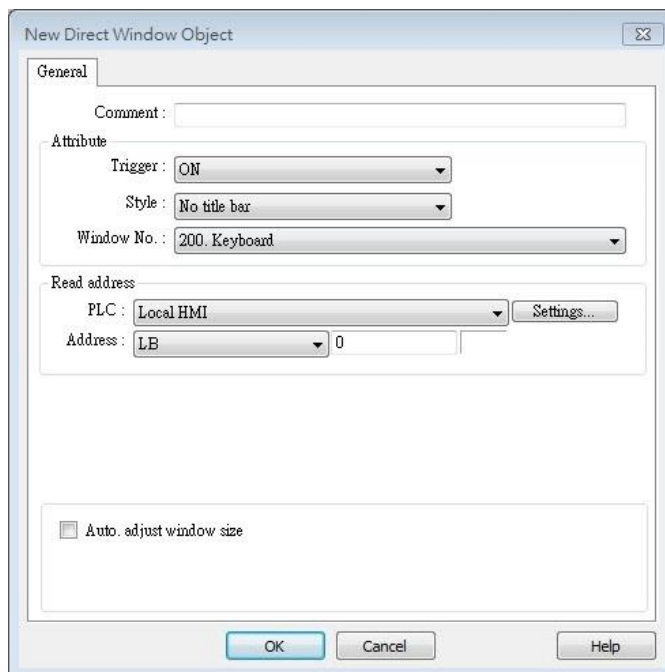 New Direct Window Object
General
Comment :
Attribute
Trigger : ON
Style : No title bar
Window No. : 200. Keyboard
Read address
PLC : Local HMI Settings...
Address : LB 0
Auto. adjust window size
OK Cancel Help